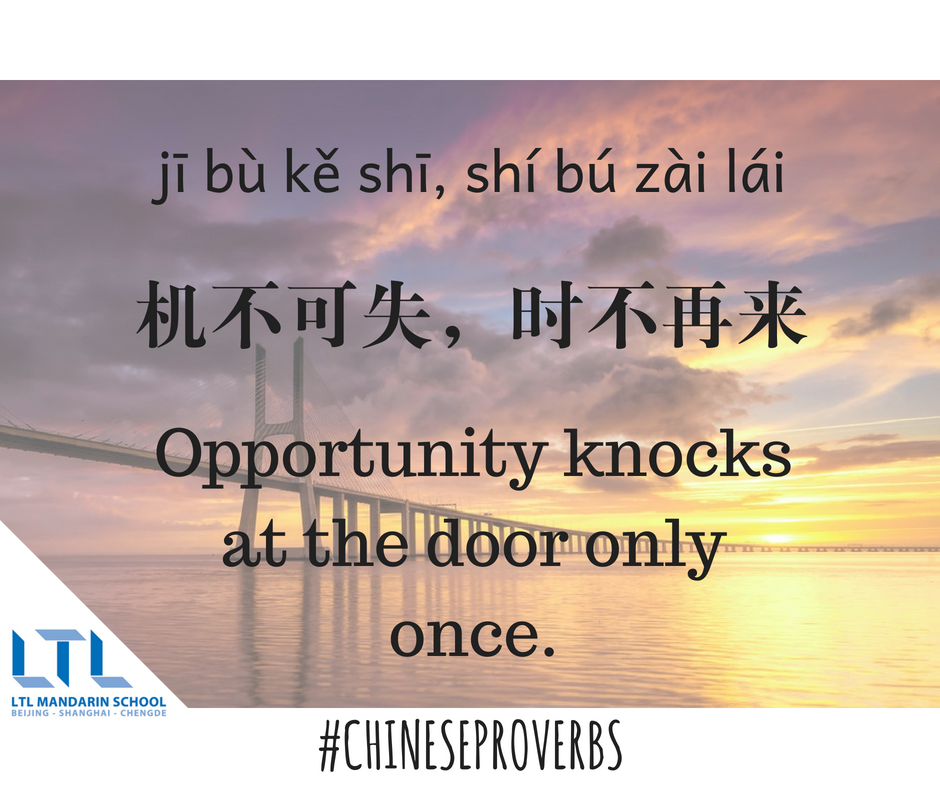 jī bù kě shī, shí bú zài lái
机不可失，时不再来
Opportunity knocks
at the door only
once.
LTL
LTL MANDARIN SCHOOL
BEIJING - SHANGHAI - CHENGDE
#CHINESEPROVERBS